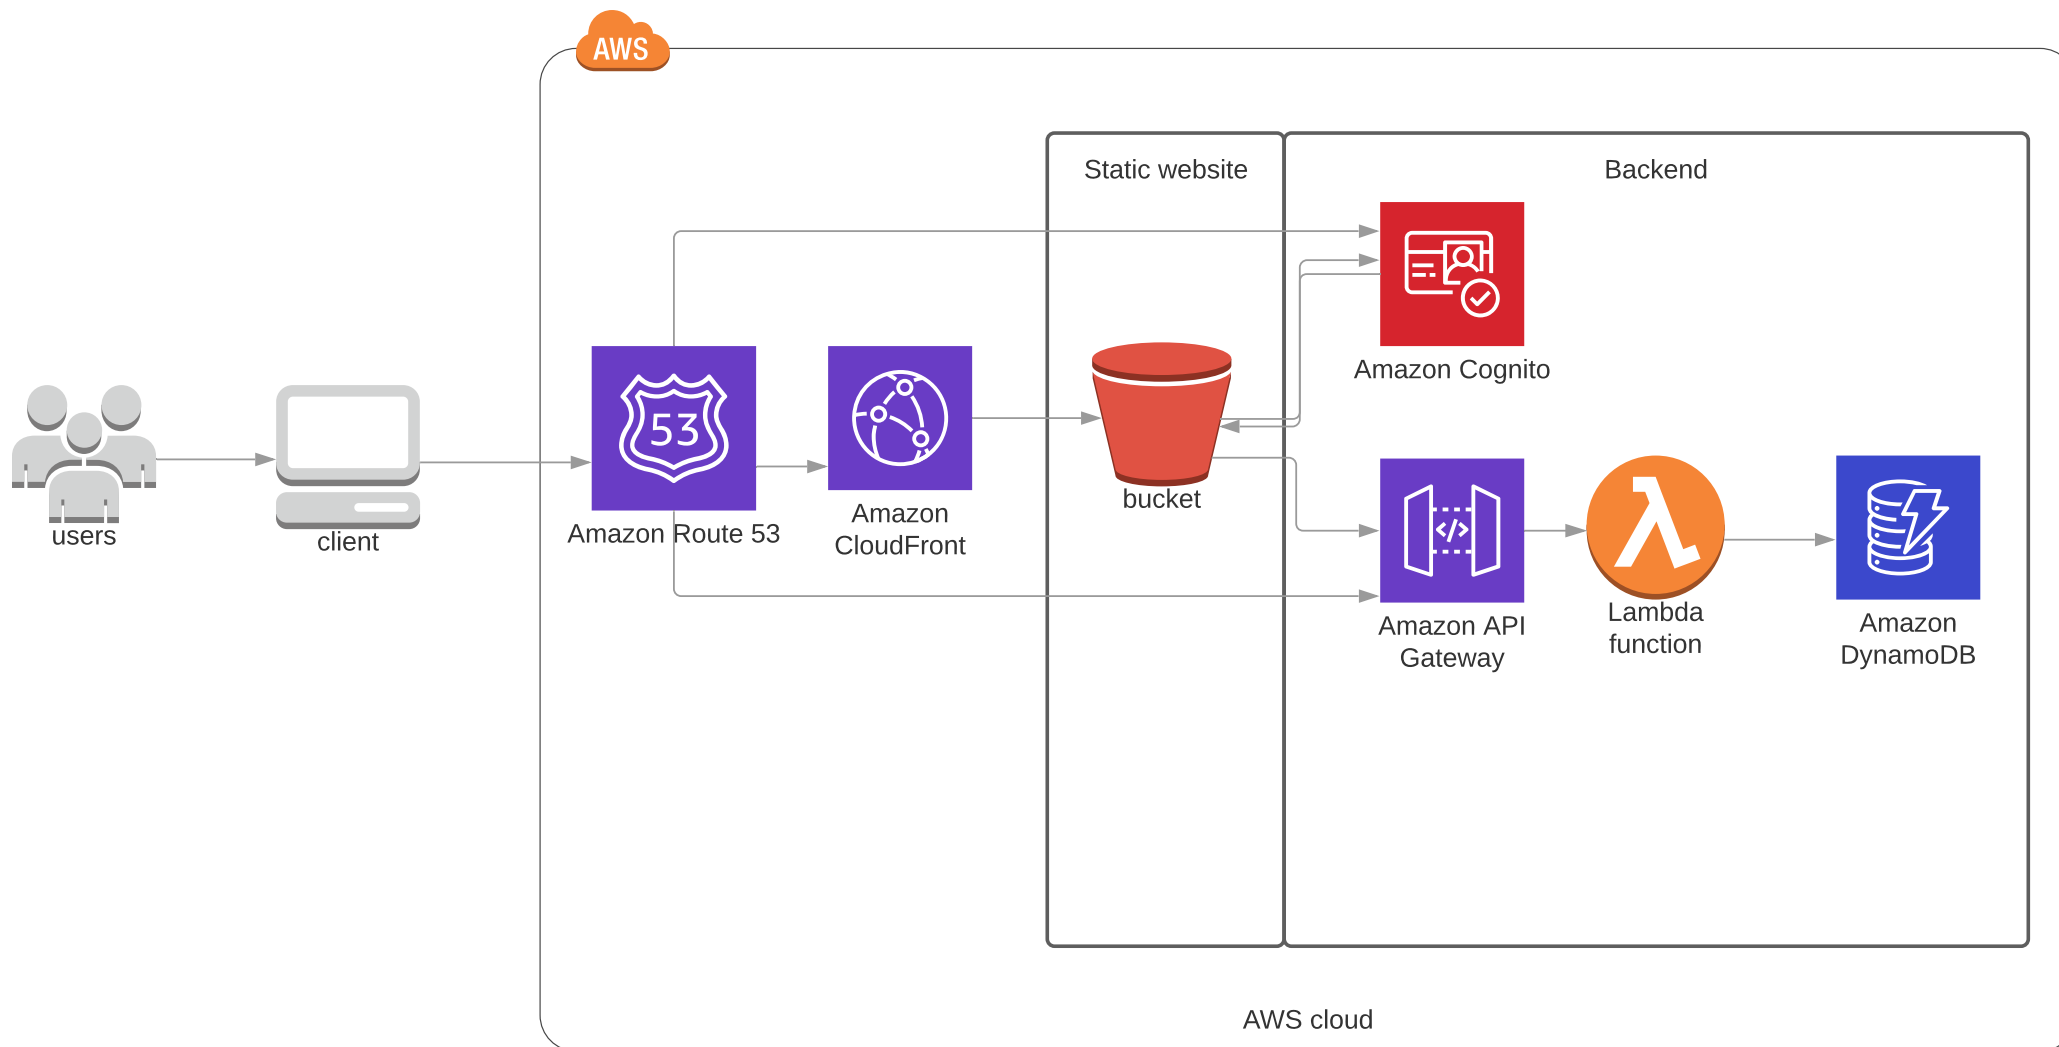 AWS
Static website
Backend
53
users
client
Amazon Route 53
Amazon
CloudFront
bucket
Amazon Cognito
</>
Amazon API
Gateway
Lambda
function
Amazon
DynamoDB
AWS cloud